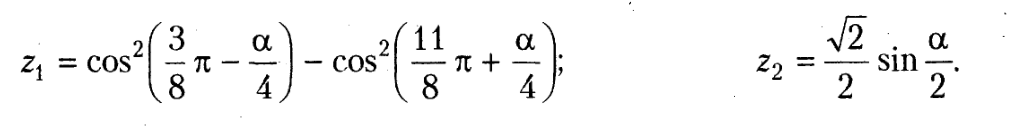 z₁ = cos²(3/8 π − α/4) − cos²(11/8 π + α/4); z₂ = √2/2 sin α/2.